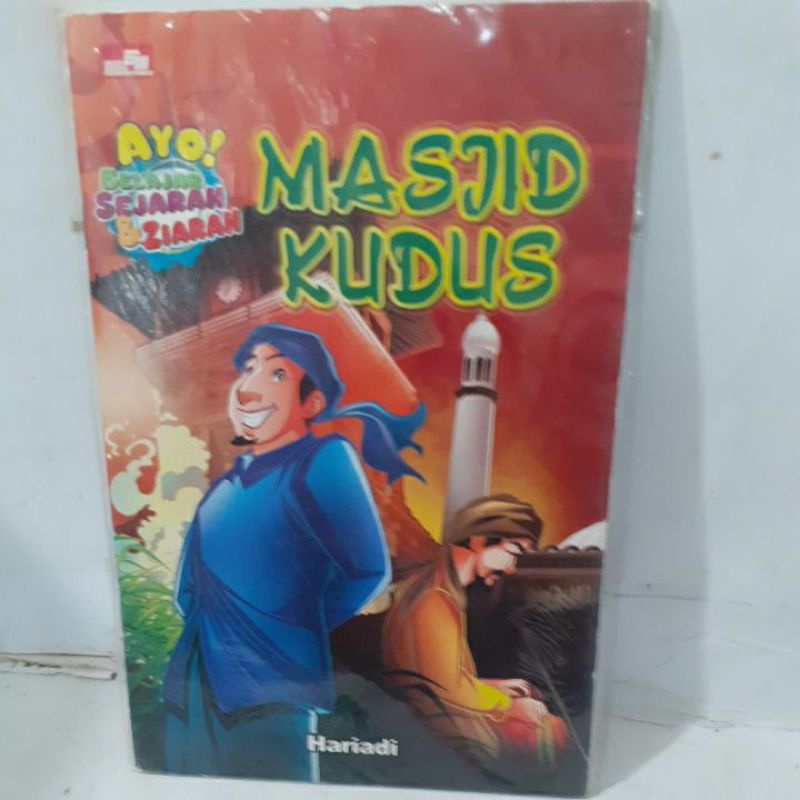 AYO!
BELAJAR
SEJARAH
& ZIARAH
MASJID
KUDUS
Hariadi